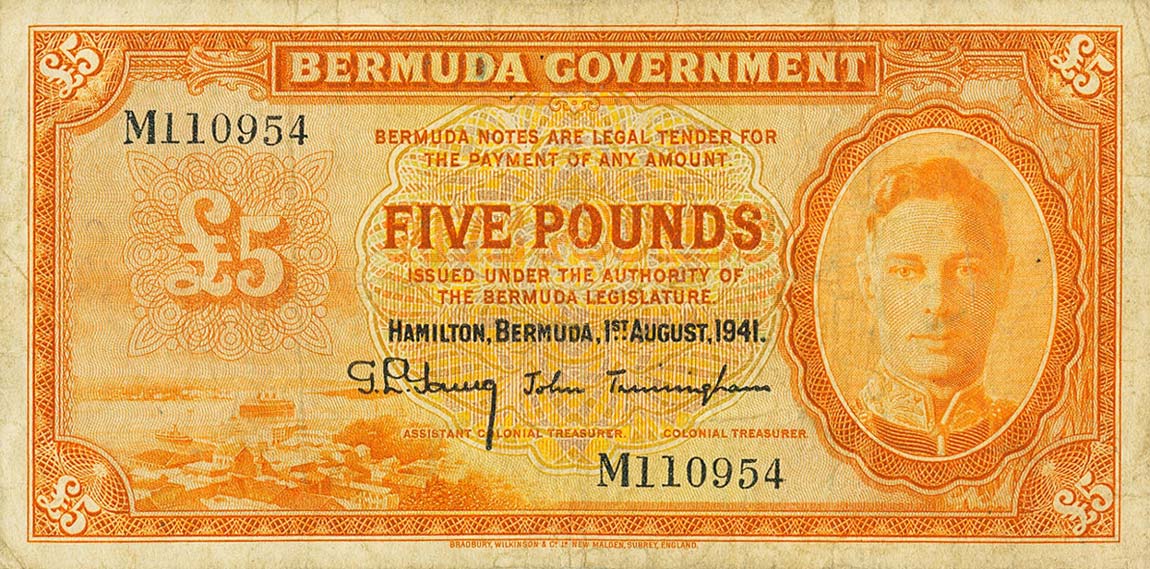 £5
£5
BERMUDA GOVERNMENT
M110954
BERMUDA NOTES ARE LEGAL TENDER FOR
THE PAYMENT OF ANY AMOUNT.
£5
FIVE POUNDS
ISSUED UNDER THE AUTHORITY OF
THE BERMUDA LEGISLATURE.
HAMILTON, BERMUDA, 1ST AUGUST, 1941.
John Trimingham
ASSISTANT COLONIAL TREASURER. COLONIAL TREASURER
M110954
£5
£5
BRADBURY, WILKINSON & Co Ld NEW MALDEN, SURREY, ENGLAND.